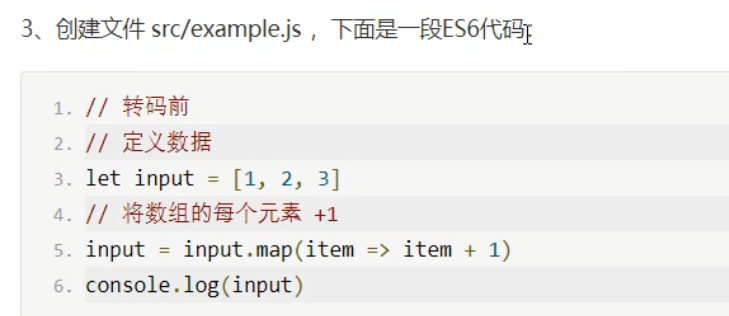 3、创建文件 src/example.js ，下面是一段ES6代码
1. // 转码前
2. // 定义数据
3. let input = [1, 2, 3]
4. // 将数组的每个元素 +1
5. input = input.map(item => item + 1)
6. console.log(input)